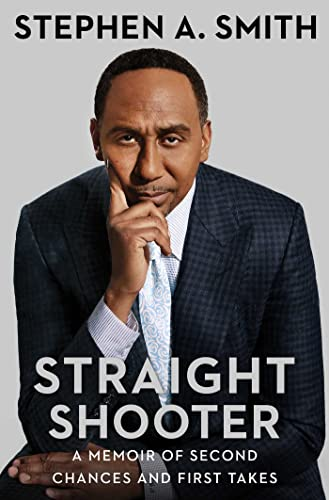 STEPHEN A. SMITH
STRAIGHT
SHOOTER
A MEMOIR OF SECOND
CHANCES AND FIRST TAKES